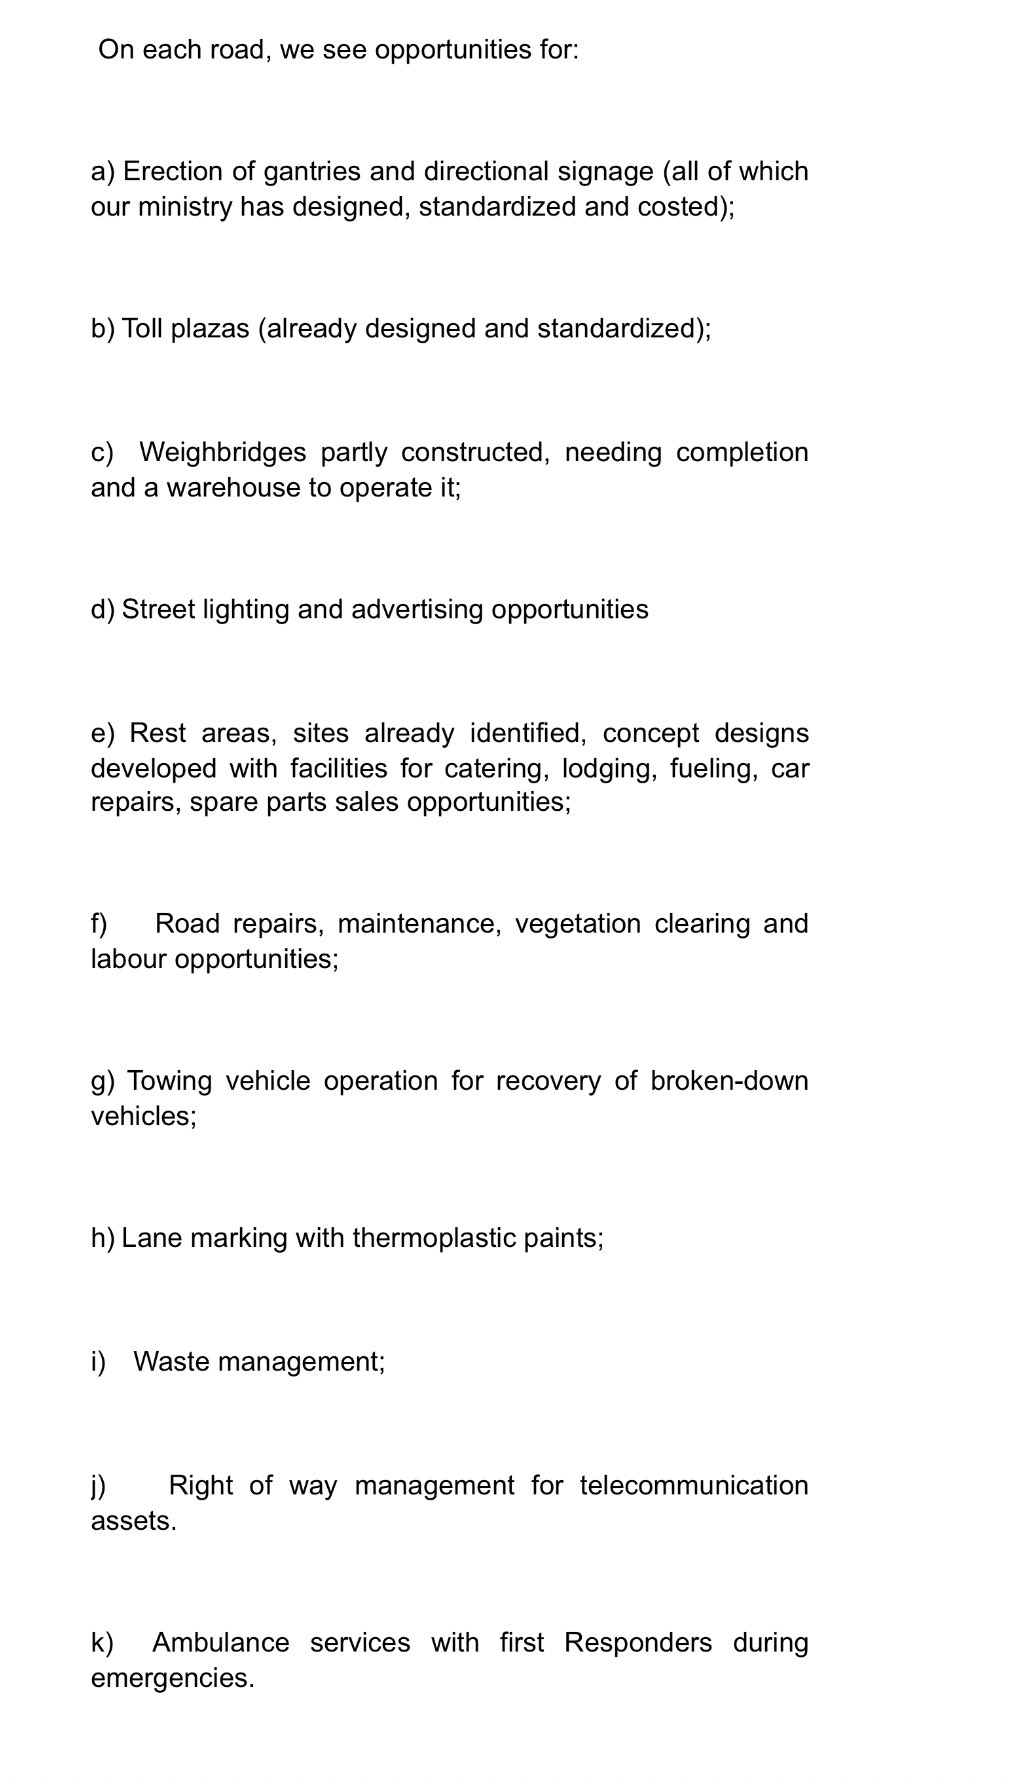 On each road, we see opportunities for:
a) Erection of gantries and directional signage (all of which
our ministry has designed, standardized and costed);
b) Toll plazas (already designed and standardized);
c) Weighbridges partly constructed, needing completion
and a warehouse to operate it;
d) Street lighting and advertising opportunities
e) Rest areas, sites already identified, concept designs
developed with facilities for catering, lodging, fueling, car
repairs, spare parts sales opportunities;
f) Road repairs, maintenance, vegetation clearing and
labour opportunities;
g) Towing vehicle operation for recovery of broken-down
vehicles;
h) Lane marking with thermoplastic paints;
i) Waste management;
j) Right of way management for telecommunication
assets.
k) Ambulance services with first Responders during
emergencies.